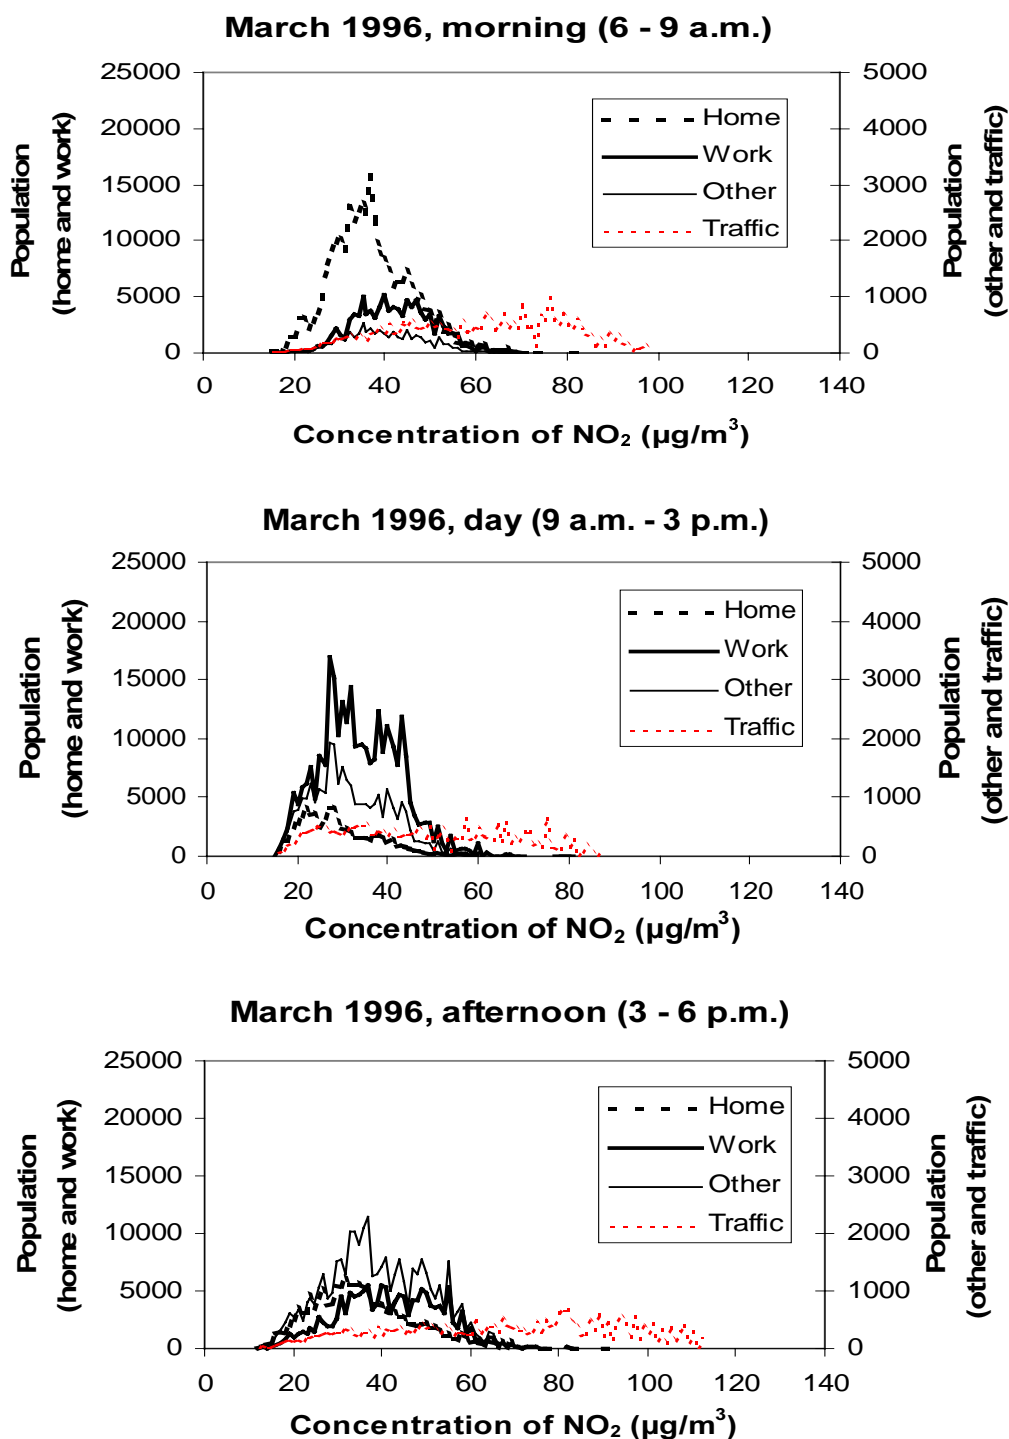 March 1996, morning (6 - 9 a.m.)
Population
(home and work)
25000
20000
15000
10000
5000
0
Home
Work
Other
Traffic
5000
4000
3000
2000
1000
0
Population
(other and traffic)
0 20 40 60 80 100 120 140
Concentration of NO₂ (µg/m³)
March 1996, day (9 a.m. - 3 p.m.)
Population
(home and work)
25000
20000
15000
10000
5000
0
Home
Work
Other
Traffic
5000
4000
3000
2000
1000
0
Population
(other and traffic)
0 20 40 60 80 100 120 140
Concentration of NO₂ (µg/m³)
March 1996, afternoon (3 - 6 p.m.)
Population
(home and work)
25000
20000
15000
10000
5000
0
Home
Work
Other
Traffic
5000
4000
3000
2000
1000
0
Population
(other and traffic)
0 20 40 60 80 100 120 140
Concentration of NO₂ (µg/m³)